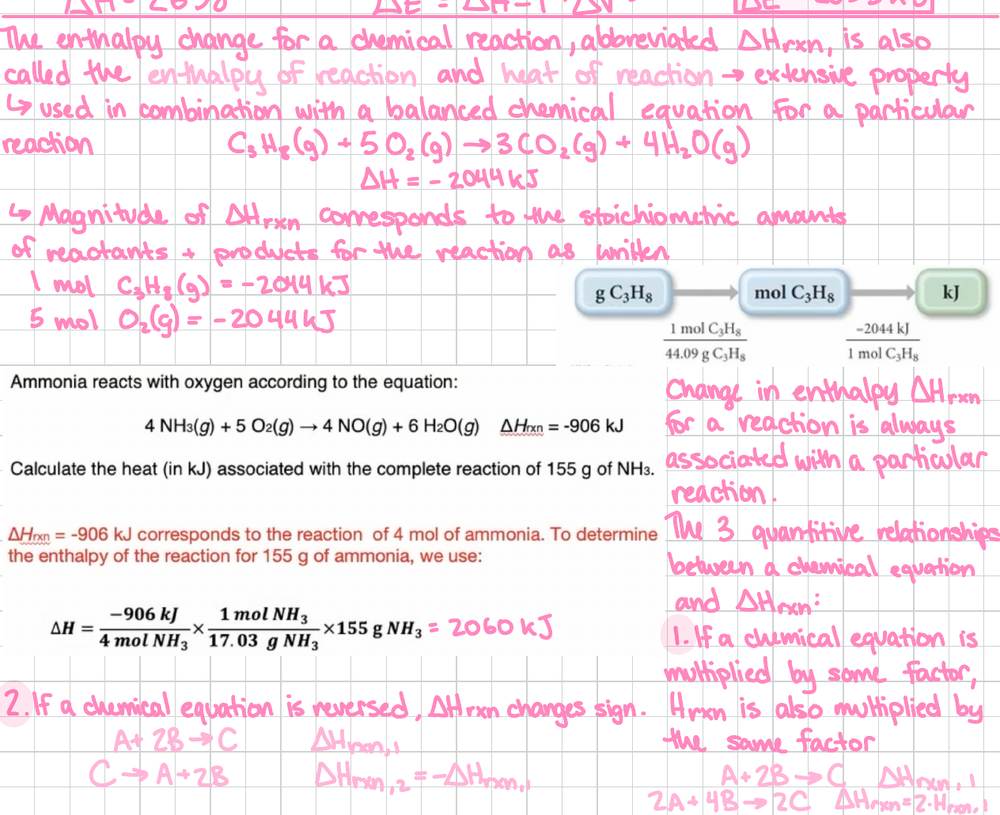 The enthalpy change for a chemical reaction, abbreviated ΔHrxn, is also
called the enthalpy of reaction and heat of reaction → extensive property
↳ used in combination with a balanced chemical equation for a particular
reaction C₃H₈(g) + 5 O₂(g) → 3 CO₂(g) + 4H₂O(g)
ΔH = -2044 kJ
↳ Magnitude of ΔHrxn corresponds to the stoichiometric amounts
of reactants + products for the reaction as written
1 mol C₃H₈(g) = -2044 kJ
5 mol O₂(g) = -2044 kJ
g C₃H₈ mol C₃H₈ kJ
1 mol C₃H₈ -2044 kJ
44.09 g C₃H₈ 1 mol C₃H₈
Ammonia reacts with oxygen according to the equation:
4 NH₃(g) + 5 O₂(g) → 4 NO(g) + 6 H₂O(g) ΔHrxn = -906 kJ
Calculate the heat (in kJ) associated with the complete reaction of 155 g of NH₃.
ΔHrxn = -906 kJ corresponds to the reaction of 4 mol of ammonia. To determine
the enthalpy of the reaction for 155 g of ammonia, we use:
ΔH = −906 kJ / 4 mol NH₃ × 1 mol NH₃ / 17.03 g NH₃ ×155 g NH₃ = 2060 kJ
Change in enthalpy ΔHrxn
for a reaction is always
associated with a particular
reaction.
The 3 quantitive relationships
between a chemical equation
and ΔHrxn:
1. If a chemical equation is
multiplied by some factor,
Hrxn is also multiplied by
the same factor
A+2B → C ΔHrxn,1
2A+4B → 2C ΔHrxn=2·Hrxn,1
2. If a chemical equation is reversed, ΔHrxn changes sign.
A+ 2B → C ΔHrxn,1
C → A+2B ΔHrxn,2 = -ΔHrxn,1